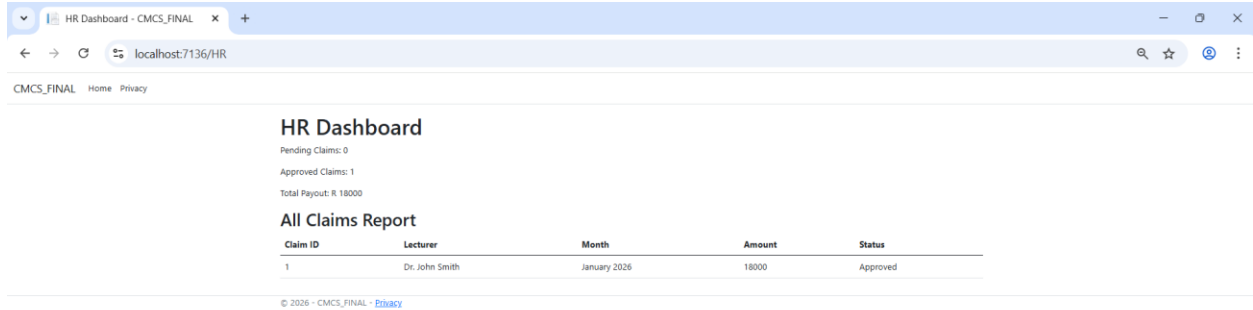 HR Dashboard - CMCS_FINAL
localhost:7136/HR
CMCS_FINAL Home Privacy
HR Dashboard
Pending Claims: 0
Approved Claims: 1
Total Payout: R 18000
All Claims Report
Claim ID Lecturer Month Amount Status
1 Dr. John Smith January 2026 18000 Approved
© 2026 - CMCS_FINAL - Privacy